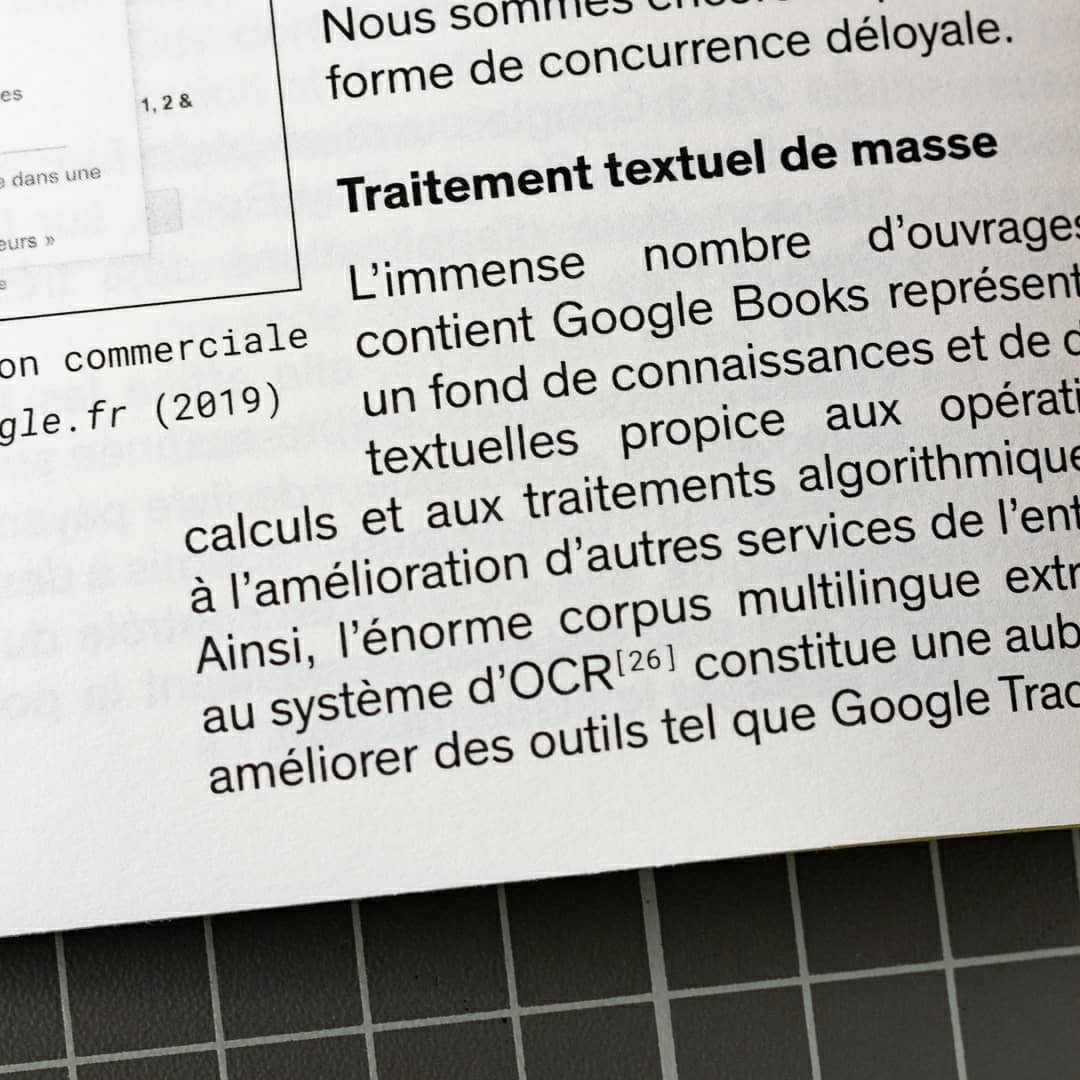 es
1, 2 &
dans une
eurs »
on commerciale
gle.fr (2019)
Nous sommes
forme de concurrence déloyale.
Traitement textuel de masse
L’immense nombre d’ouvrages
contient Google Books représent
un fond de connaissances et de
textuelles propice aux opérati
calculs et aux traitements algorithmique
à l’amélioration d’autres services de l’ent
Ainsi, l’énorme corpus multilingue extr
au système d’OCR[26] constitue une aub
améliorer des outils tel que Google Trad